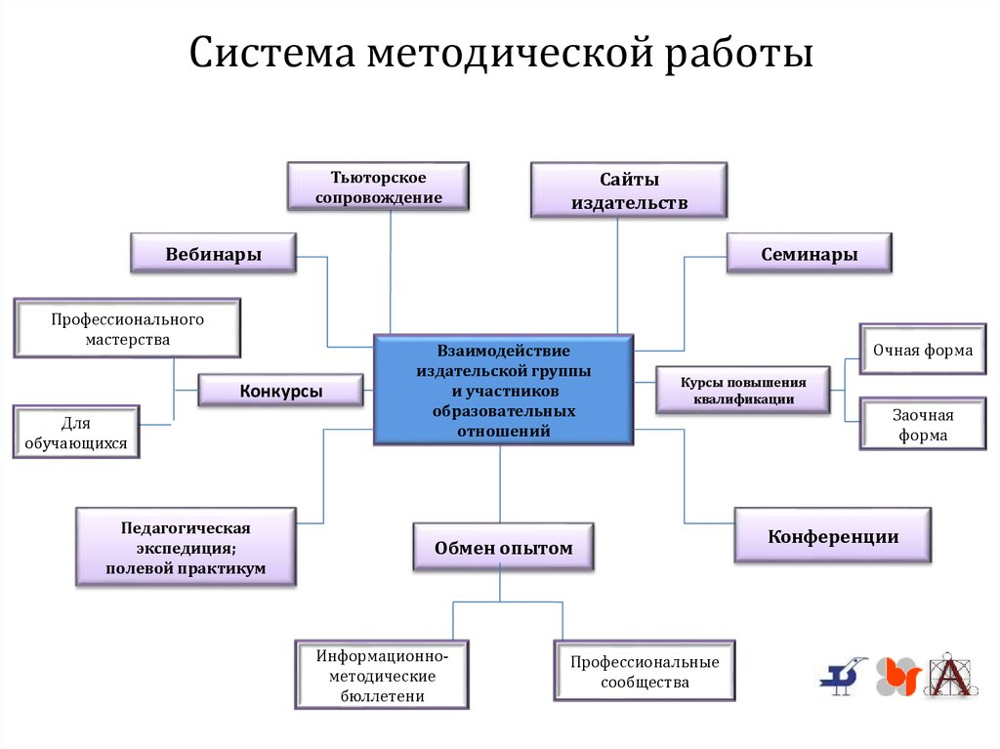 Система методической работы
Тьюторское
сопровождение
Сайты
издательств
Вебинары
Семинары
Профессионального
мастерства
Взаимодействие
издательской группы
и участников
образовательных
отношений
Очная форма
Конкурсы
Курсы повышения
квалификации
Для
обучающихся
Заочная
форма
Педагогическая
экспедиция;
полевой практикум
Обмен опытом
Конференции
Информационно-
методические
бюллетени
Профессиональные
сообщества